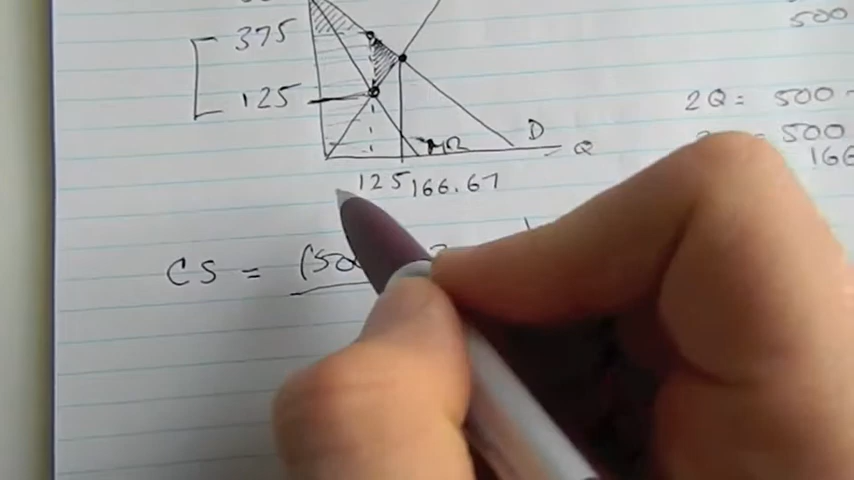 500
375
125
2Q = 500
= 500
166
D
MR
Q
125 166.67
CS = (500